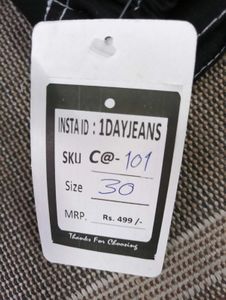 INSTA ID : 1DAYJEANS
SKU C@-101
Size 30
MRP. Rs. 499 /-
Thanks For Choosing